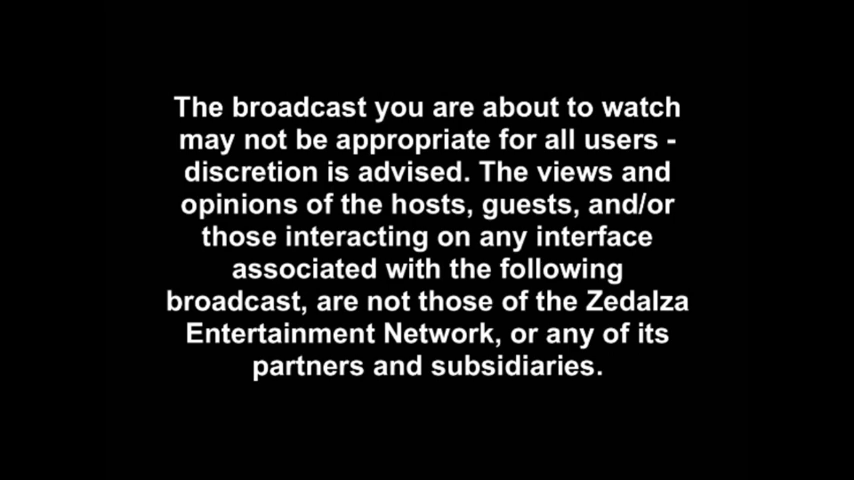 The broadcast you are about to watch
may not be appropriate for all users -
discretion is advised. The views and
opinions of the hosts, guests, and/or
those interacting on any interface
associated with the following
broadcast, are not those of the Zedalza
Entertainment Network, or any of its
partners and subsidiaries.